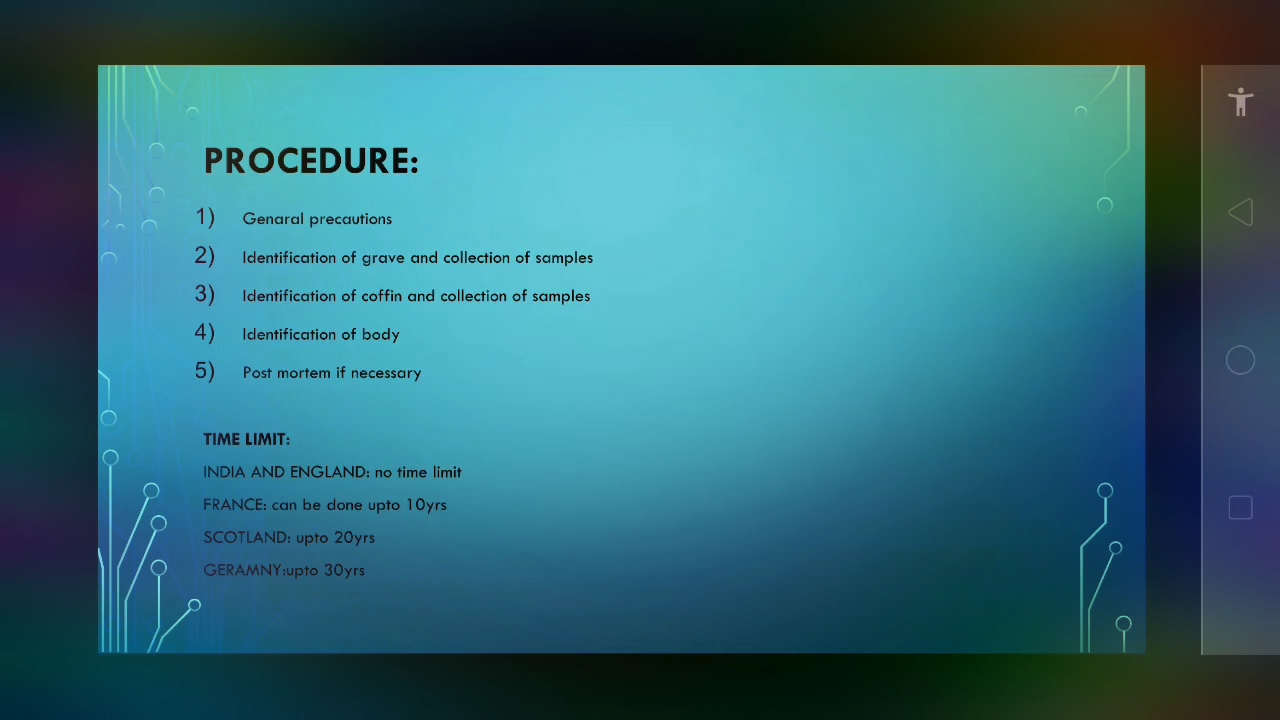 PROCEDURE:
1) Genaral precautions
2) Identification of grave and collection of samples
3) Identification of coffin and collection of samples
4) Identification of body
5) Post mortem if necessary
TIME LIMIT:
INDIA AND ENGLAND: no time limit
FRANCE: can be done upto 10yrs
SCOTLAND: upto 20yrs
GERAMNY:upto 30yrs